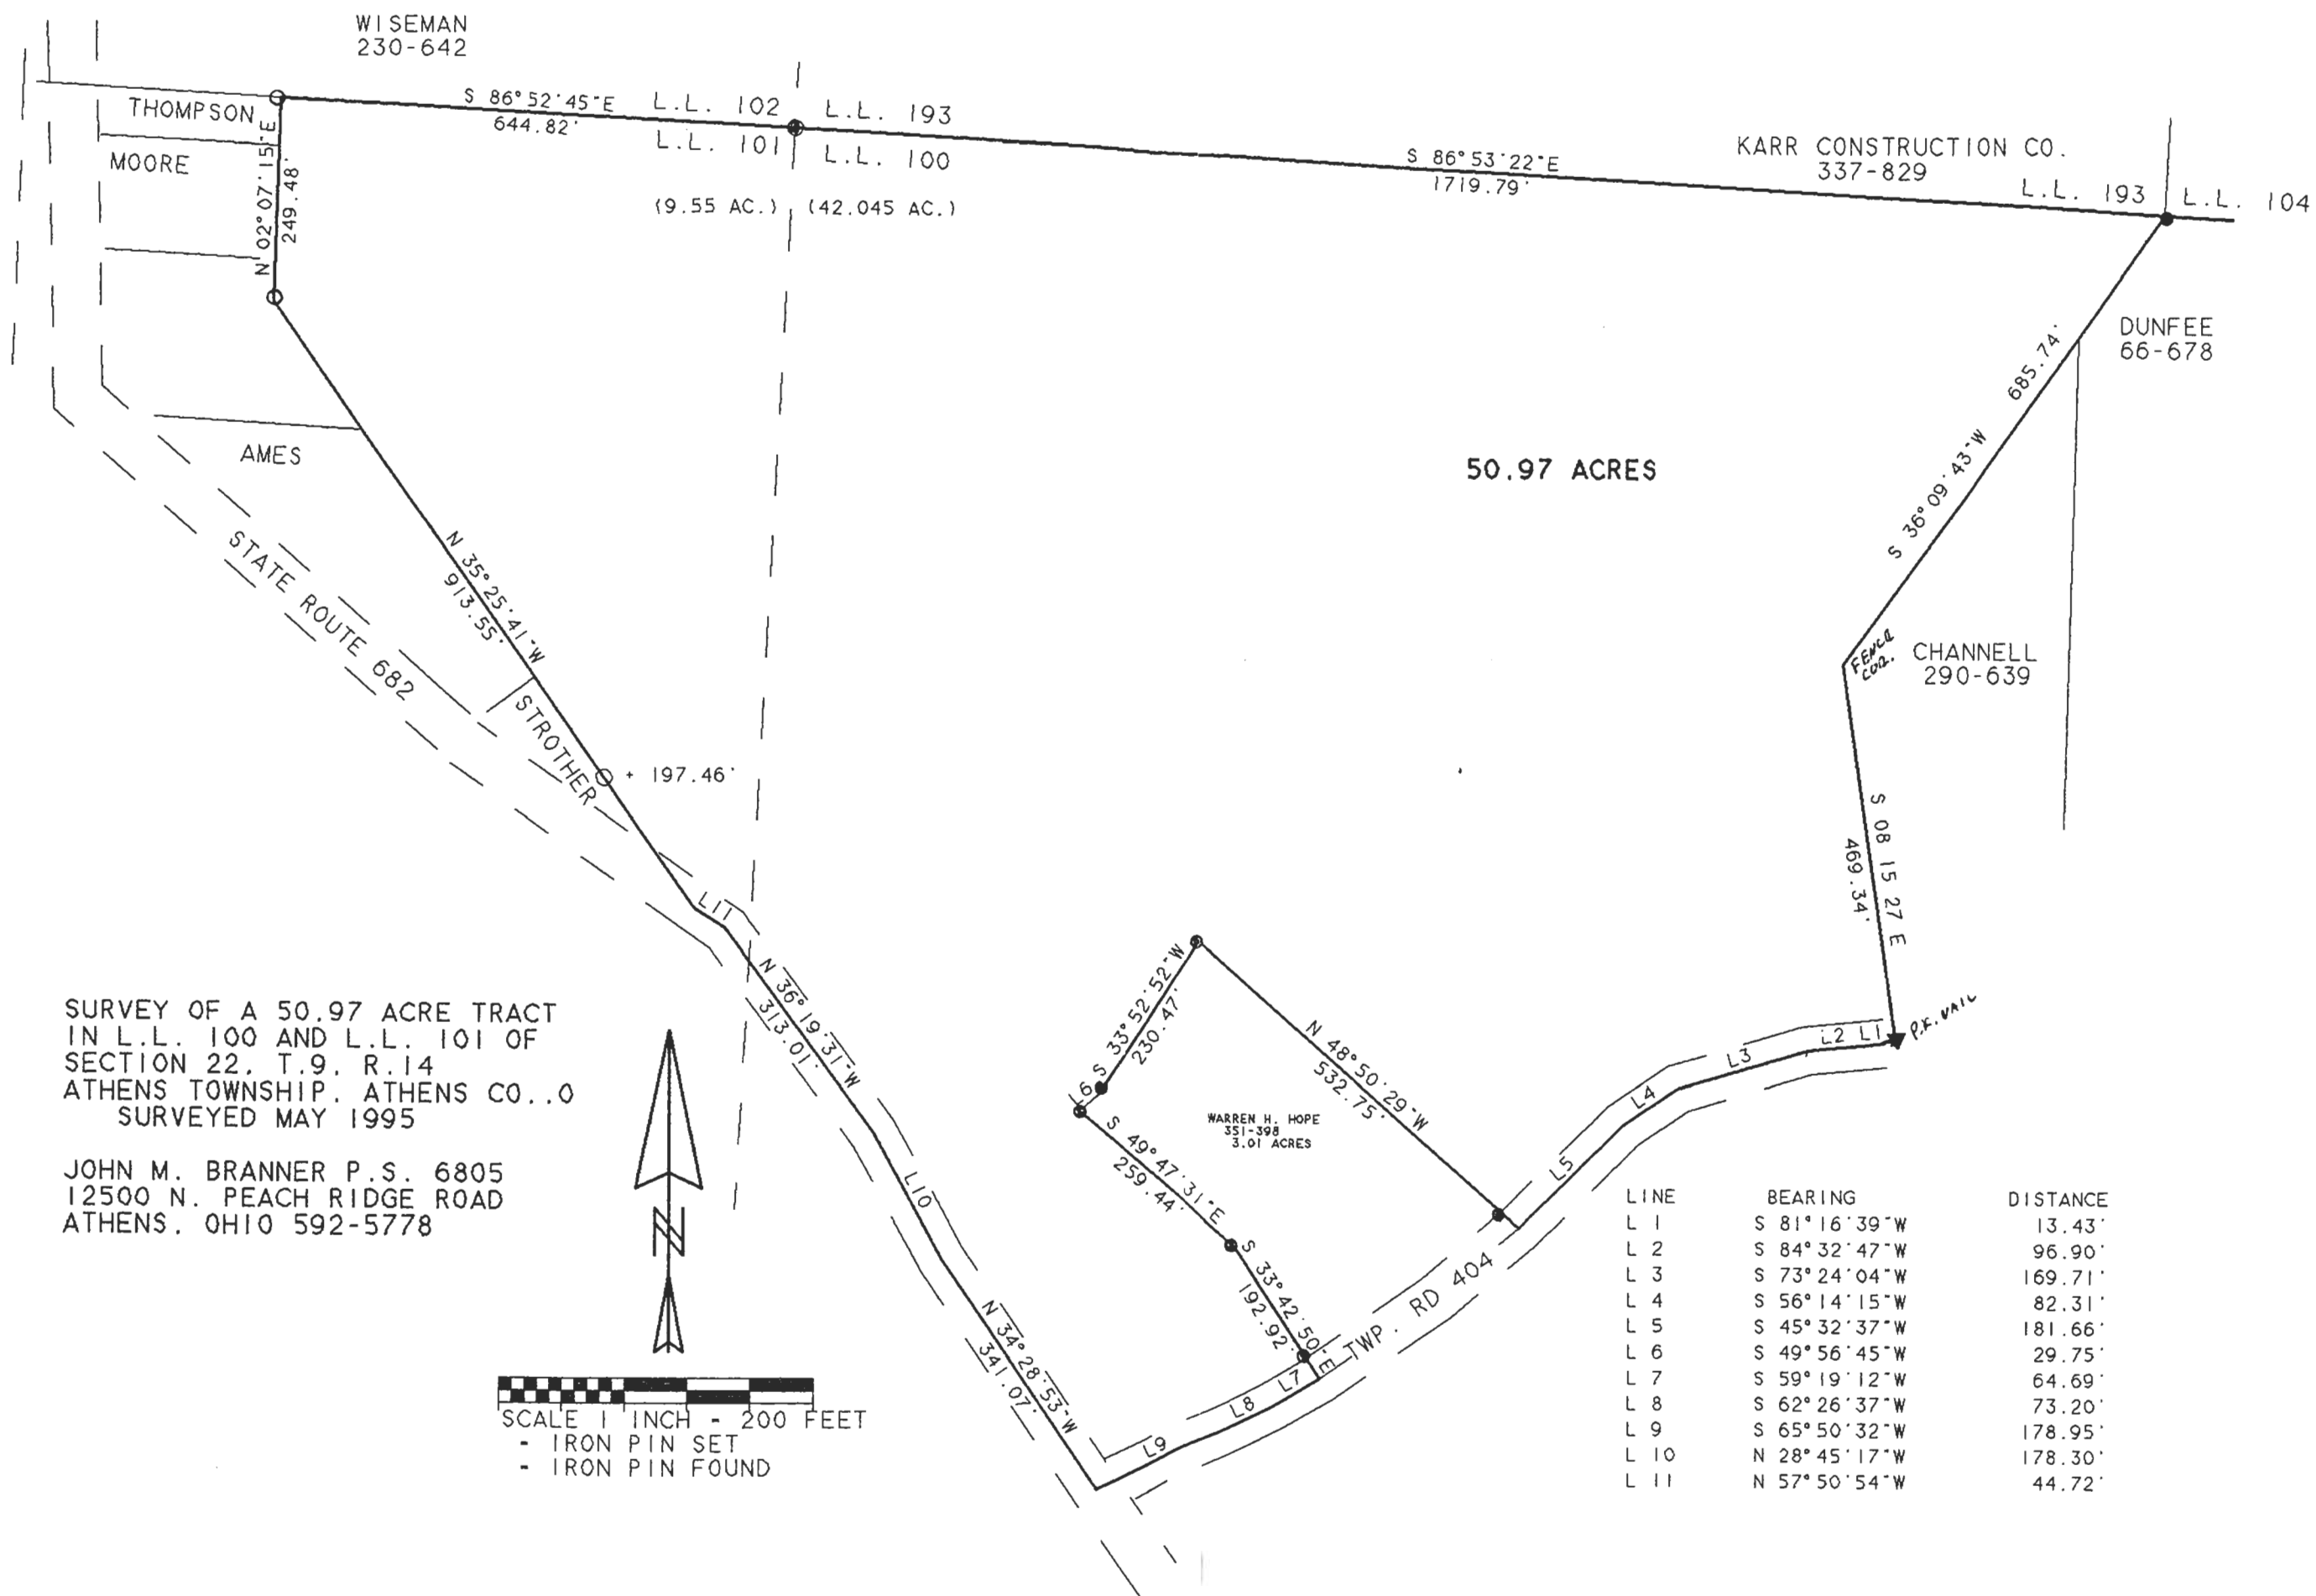 WISEMAN
230-642
THOMPSON
MOORE
N 02°07'15"E
249.48'
S 86°52'45"E
644.82'
L.L. 102
L.L. 193
L.L. 101
L.L. 100
(9.55 AC.)
(42.045 AC.)
S 86°53'22"E
1719.79'
KARR CONSTRUCTION CO.
337-829
L.L. 193
L.L. 104
DUNFEE
66-678
685.74'
S 36°09'43"W
50.97 ACRES
AMES
STATE ROUTE 682
N 35°25'41"W
913.55'
STROTHER
+ 197.46'
FENCE
COR.
CHANNELL
290-639
S 08 15 27 E
469.34'
P.K. NAIL
L11
N 36°19'31"W
313.01'
L10
N 34°28'53"W
341.07'
S 33°52'52"W
230.47'
L6
N 48°50'29"W
532.75'
WARREN H. HOPE
351-398
3.01 ACRES
S 49°47'31"E
259.44'
S 33°42'50"E
192.92'
L1
L2
L3
L4
L5
TWP. RD 404
L7
L8
L9
SURVEY OF A 50.97 ACRE TRACT
IN L.L. 100 AND L.L. 101 OF
SECTION 22, T.9, R.14
ATHENS TOWNSHIP. ATHENS CO..O
SURVEYED MAY 1995
JOHN M. BRANNER P.S. 6805
12500 N. PEACH RIDGE ROAD
ATHENS, OHIO 592-5778
N
SCALE 1 INCH - 200 FEET
- IRON PIN SET
- IRON PIN FOUND
LINE BEARING DISTANCE
L 1 S 81°16'39"W 13.43'
L 2 S 84°32'47"W 96.90'
L 3 S 73°24'04"W 169.71'
L 4 S 56°14'15"W 82.31'
L 5 S 45°32'37"W 181.66'
L 6 S 49°56'45"W 29.75'
L 7 S 59°19'12"W 64.69'
L 8 S 62°26'37"W 73.20'
L 9 S 65°50'32"W 178.95'
L 10 N 28°45'17"W 178.30'
L 11 N 57°50'54"W 44.72'